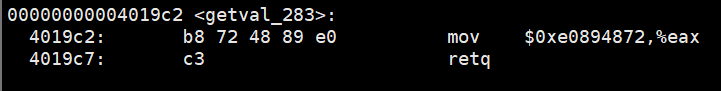 00000000004019c2 <getval_283>:
4019c2: b8 72 48 89 e0 mov $0xe0894872,%eax
4019c7: c3 retq